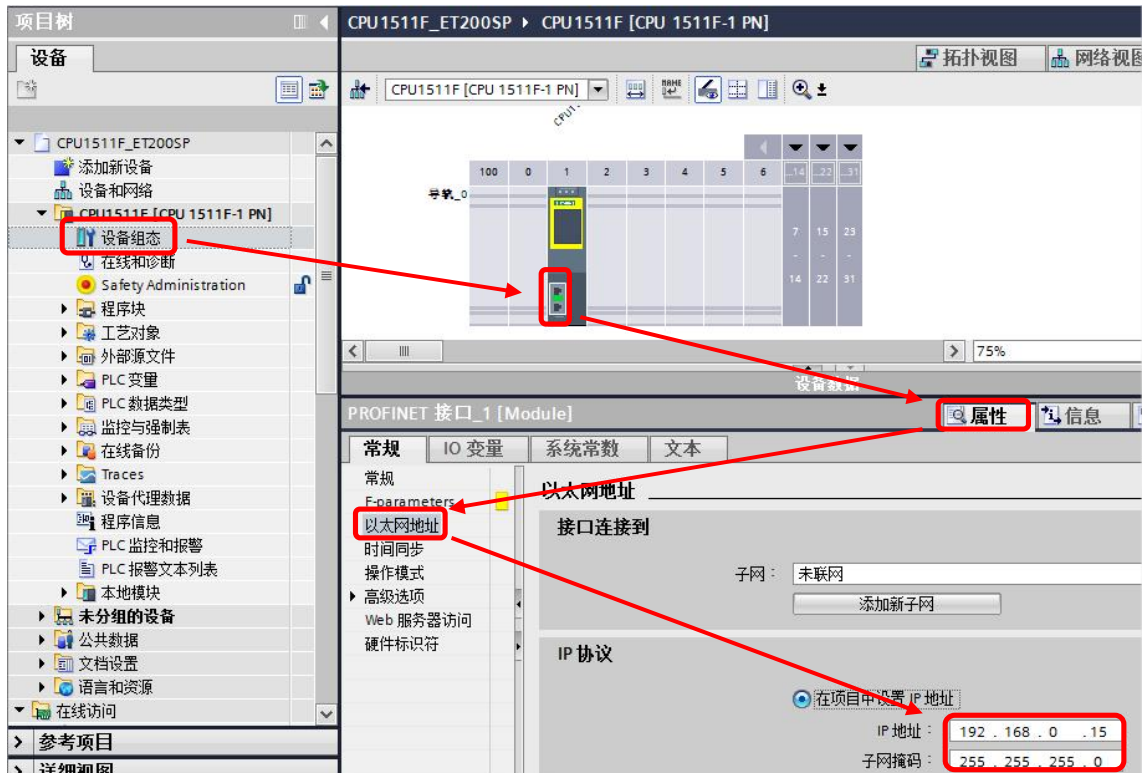 项目树
设备
CPU1511F_ET200SP
添加新设备
设备和网络
CPU1511F [CPU 1511F-1 PN]
设备组态
在线和诊断
Safety Administration
程序块
工艺对象
外部源文件
PLC 变量
PLC 数据类型
监控与强制表
在线备份
Traces
设备代理数据
程序信息
PLC 监控和报警
PLC 报警文本列表
本地模块
未分组的设备
公共数据
文档设置
语言和资源
在线访问
参考项目
详细视图
CPU1511F_ET200SP CPU1511F [CPU 1511F-1 PN]
拓扑视图 网络视图
CPU1511F [CPU 1511F-1 PN]
CPU1
100 0 1 2 3 4 5 6 ...14 ...22 ...31
导轨_0
7 15 23
- - -
14 22 31
75%
设备数据
PROFINET 接口_1 [Module]
属性 信息
常规 IO 变量 系统常数 文本
常规
F-parameters
以太网地址
时间同步
操作模式
高级选项
Web 服务器访问
硬件标识符
以太网地址
接口连接到
子网： 未联网
添加新子网
IP 协议
在项目中设置 IP 地址
IP 地址： 192 . 168 . 0 .15
子网掩码： 255 . 255 . 255 . 0